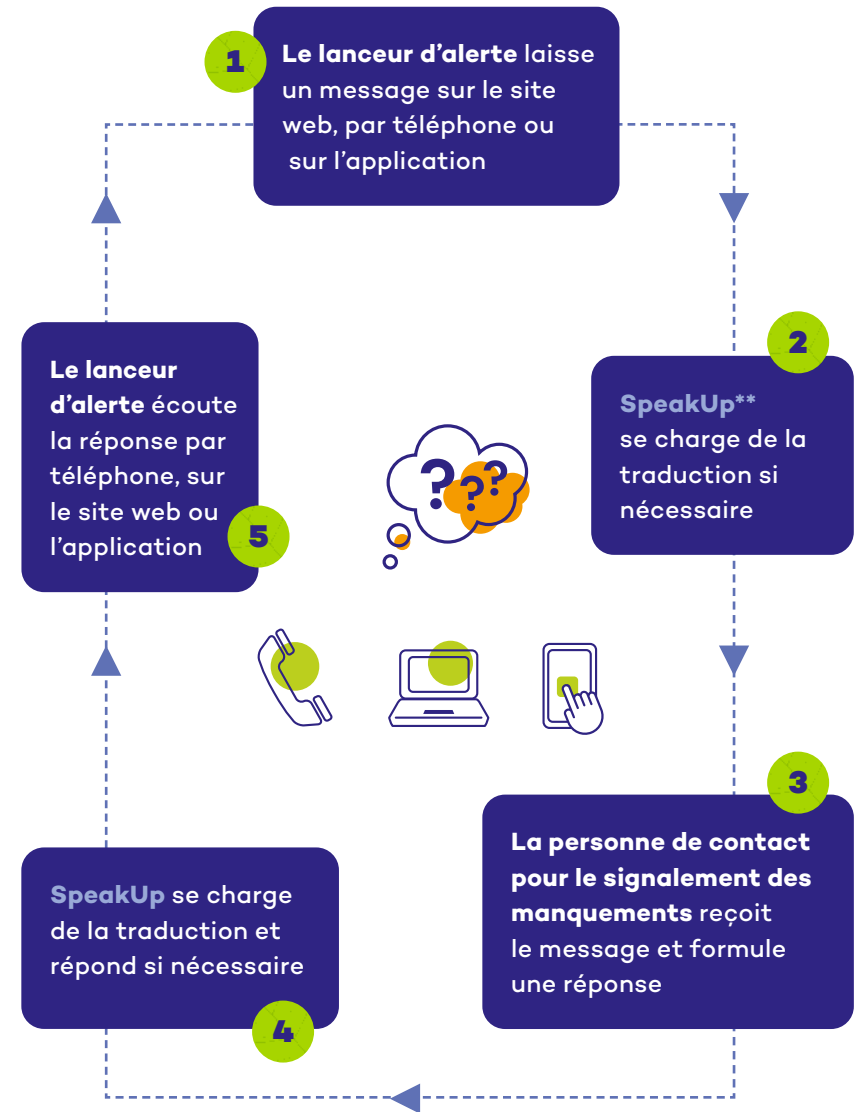 1
Le lanceur d’alerte laisse
un message sur le site
web, par téléphone ou
sur l’application
2
SpeakUp**
se charge de la
traduction si
nécessaire
3
La personne de contact
pour le signalement des
manquements reçoit
le message et formule
une réponse
4
SpeakUp se charge
de la traduction et
répond si nécessaire
5
Le lanceur
d’alerte écoute
la réponse par
téléphone, sur
le site web ou
l’application
? ? ?